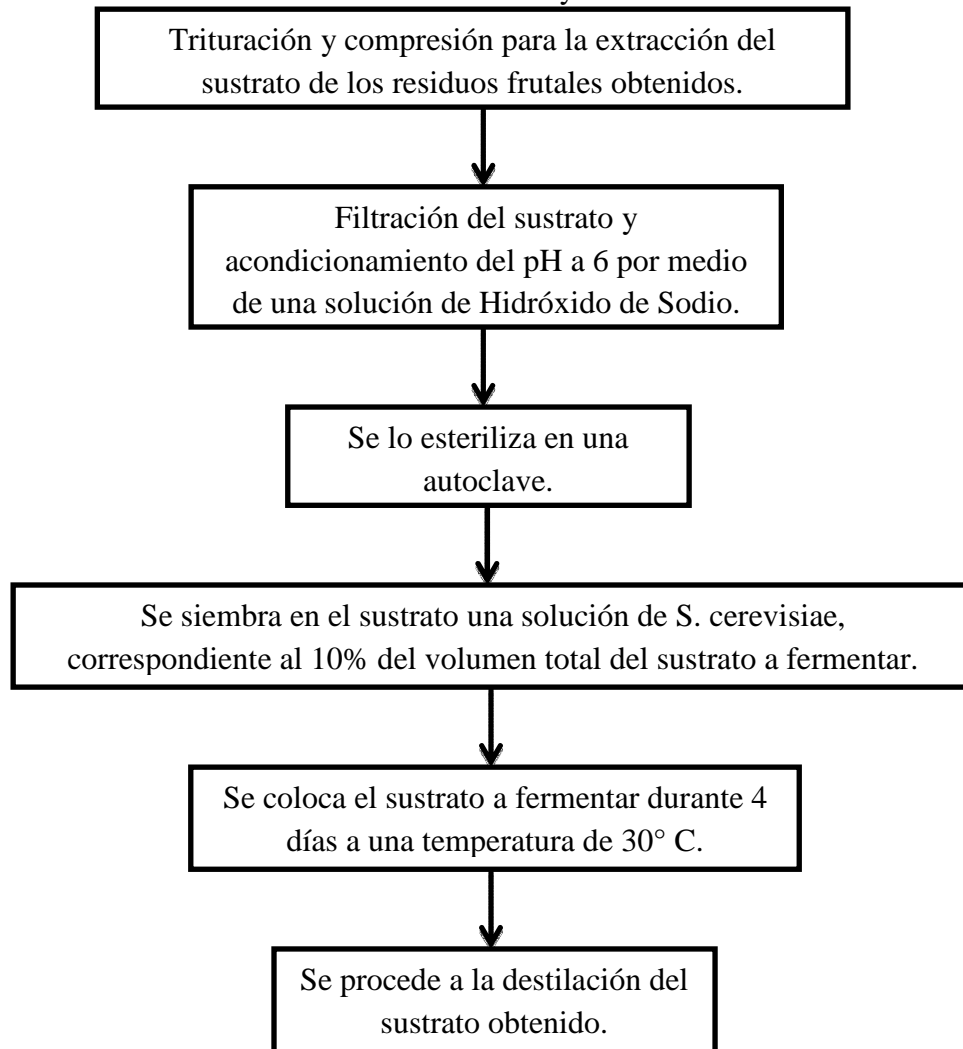 Trituración y compresión para la extracción del
sustrato de los residuos frutales obtenidos.
Filtración del sustrato y
acondicionamiento del pH a 6 por medio
de una solución de Hidróxido de Sodio.
Se lo esteriliza en una
autoclave.
Se siembra en el sustrato una solución de S. cerevisiae,
correspondiente al 10% del volumen total del sustrato a fermentar.
Se coloca el sustrato a fermentar durante 4
días a una temperatura de 30° C.
Se procede a la destilación del
sustrato obtenido.